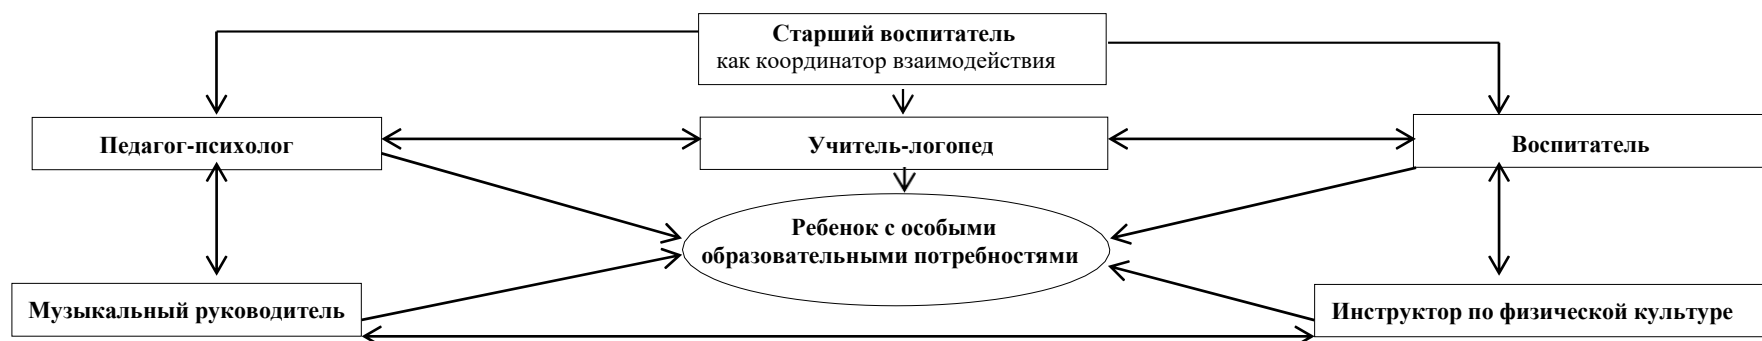 Старший воспитатель
как координатор взаимодействия
Педагог-психолог
Учитель-логопед
Воспитатель
Ребенок с особыми
образовательными потребностями
Музыкальный руководитель
Инструктор по физической культуре